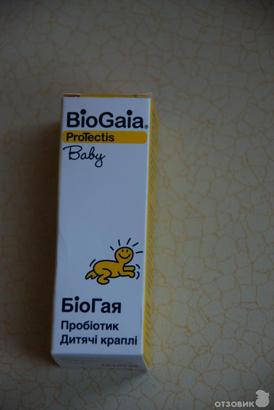 BioGaia®
ProTectis
Baby
БіоГая
Пробіотик
Дитячі краплі
ОТЗОВИК